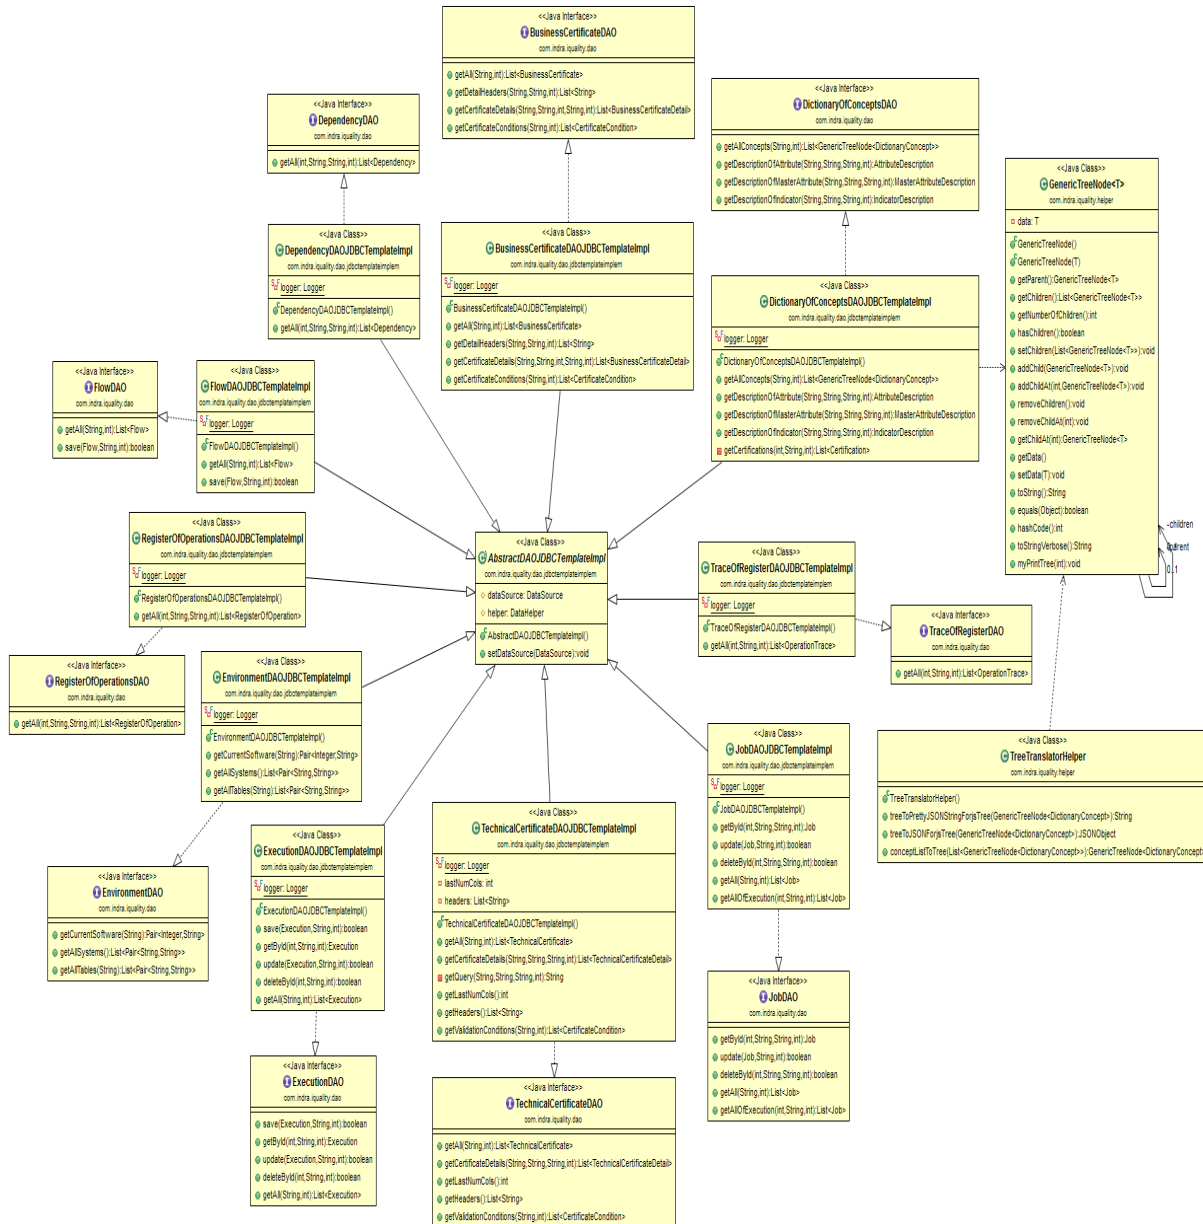 <<Java Interface>>
BusinessCertificateDAO
com.indra.iquality.dao
getAll(String,int):List<BusinessCertificate>
getDetailHeaders(String,String,int):List<String>
getCertificateDetails(String,String,int,String,int):List<BusinessCertificateDetail>
getCertificateConditions(String,int):List<CertificateCondition>
<<Java Interface>>
DependencyDAO
com.indra.iquality.dao
getAll(int,String,String,int):List<Dependency>
<<Java Interface>>
DictionaryOfConceptsDAO
com.indra.iquality.dao
getAllConcepts(String,int):List<GenericTreeNode<DictionaryConcept>>
getDescriptionOfAttribute(String,String,String,int):AttributeDescription
getDescriptionOfMasterAttribute(String,String,String,int):MasterAttributeDescription
getDescriptionOfIndicator(String,String,String,int):IndicatorDescription
<<Java Class>>
GenericTreeNode<T>
com.indra.iquality.helper
data: T
GenericTreeNode()
GenericTreeNode(T)
getParent():GenericTreeNode<T>
getChildren():List<GenericTreeNode<T>>
getNumberOfChildren():int
hasChildren():boolean
setChildren(List<GenericTreeNode<T>>):void
addChild(GenericTreeNode<T>):void
addChildAt(int,GenericTreeNode<T>):void
removeChildren():void
removeChildAt(int):void
getChildAt(int):GenericTreeNode<T>
getData()
setData(T):void
toString():String
equals(Object):boolean
hashCode():int
toStringVerbose():String
myPrintTree(int):void
-children
0..1
<<Java Class>>
DependencyDAOJDBCTemplateImpl
com.indra.iquality.dao.jdbctemplateimplem
logger: Logger
DependencyDAOJDBCTemplateImpl()
getAll(int,String,String,int):List<Dependency>
<<Java Class>>
BusinessCertificateDAOJDBCTemplateImpl
com.indra.iquality.dao.jdbctemplateimplem
logger: Logger
BusinessCertificateDAOJDBCTemplateImpl()
getAll(String,int):List<BusinessCertificate>
getDetailHeaders(String,String,int):List<String>
getCertificateDetails(String,String,int,String,int):List<BusinessCertificateDetail>
getCertificateConditions(String,int):List<CertificateCondition>
<<Java Class>>
DictionaryOfConceptsDAOJDBCTemplateImpl
com.indra.iquality.dao.jdbctemplateimplem
logger: Logger
DictionaryOfConceptsDAOJDBCTemplateImpl()
getAllConcepts(String,int):List<GenericTreeNode<DictionaryConcept>>
getDescriptionOfAttribute(String,String,String,int):AttributeDescription
getDescriptionOfMasterAttribute(String,String,String,int):MasterAttributeDescription
getDescriptionOfIndicator(String,String,String,int):IndicatorDescription
getCertifications(int,String,int):List<Certification>
<<Java Interface>>
FlowDAO
com.indra.iquality.dao
getAll(String,int):List<Flow>
save(Flow,String,int):boolean
<<Java Class>>
FlowDAOJDBCTemplateImpl
com.indra.iquality.dao.jdbctemplateimplem
logger: Logger
FlowDAOJDBCTemplateImpl()
getAll(String,int):List<Flow>
save(Flow,String,int):boolean
<<Java Class>>
RegisterOfOperationsDAOJDBCTemplateImpl
com.indra.iquality.dao.jdbctemplateimplem
logger: Logger
RegisterOfOperationsDAOJDBCTemplateImpl()
getAll(int,String,String,int):List<RegisterOfOperation>
<<Java Class>>
AbstractDAOJDBCTemplateImpl
com.indra.iquality.dao.jdbctemplateimplem
dataSource: DataSource
helper: DataHelper
AbstractDAOJDBCTemplateImpl()
setDataSource(DataSource):void
<<Java Class>>
TraceOfRegisterDAOJDBCTemplateImpl
com.indra.iquality.dao.jdbctemplateimplem
logger: Logger
TraceOfRegisterDAOJDBCTemplateImpl()
getAll(int,String,int):List<OperationTrace>
<<Java Interface>>
TraceOfRegisterDAO
com.indra.iquality.dao
getAll(int,String,int):List<OperationTrace>
<<Java Interface>>
RegisterOfOperationsDAO
com.indra.iquality.dao
getAll(int,String,String,int):List<RegisterOfOperation>
<<Java Class>>
EnvironmentDAOJDBCTemplateImpl
com.indra.iquality.dao.jdbctemplateimplem
logger: Logger
EnvironmentDAOJDBCTemplateImpl()
getCurrentSoftware(String):Pair<Integer,String>
getAllSystems():List<Pair<String,String>>
getAllTables(String):List<Pair<String,String>>
<<Java Class>>
JobDAOJDBCTemplateImpl
com.indra.iquality.dao.jdbctemplateimplem
logger: Logger
JobDAOJDBCTemplateImpl()
getById(int,String,String,int):Job
update(Job,String,int):boolean
deleteById(int,String,String,int):boolean
getAll(String,int):List<Job>
getAllOfExecution(int,String,int):List<Job>
<<Java Class>>
TreeTranslatorHelper
com.indra.iquality.helper
TreeTranslatorHelper()
treeToPrettyJSONStringForjsTree(GenericTreeNode<DictionaryConcept>):String
treeToJSONForjsTree(GenericTreeNode<DictionaryConcept>):JSONObject
conceptListToTree(List<GenericTreeNode<DictionaryConcept>>):GenericTreeNode<DictionaryConcept>
<<Java Class>>
ExecutionDAOJDBCTemplateImpl
com.indra.iquality.dao.jdbctemplateimplem
logger: Logger
ExecutionDAOJDBCTemplateImpl()
save(Execution,String,int):boolean
getById(int,String,int):Execution
update(Execution,String,int):boolean
deleteById(int,String,int):boolean
getAll(String,int):List<Execution>
<<Java Class>>
TechnicalCertificateDAOJDBCTemplateImpl
com.indra.iquality.dao.jdbctemplateimplem
logger: Logger
lastNumCols: int
headers: List<String>
TechnicalCertificateDAOJDBCTemplateImpl()
getAll(String,int):List<TechnicalCertificate>
getCertificateDetails(String,String,String,int):List<TechnicalCertificateDetail>
getQuery(String,String,String,int):String
getLastNumCols():int
getHeaders():List<String>
getValidationConditions(String,int):List<CertificateCondition>
<<Java Interface>>
EnvironmentDAO
com.indra.iquality.dao
getCurrentSoftware(String):Pair<Integer,String>
getAllSystems():List<Pair<String,String>>
getAllTables(String):List<Pair<String,String>>
<<Java Interface>>
JobDAO
com.indra.iquality.dao
getById(int,String,String,int):Job
update(Job,String,int):boolean
deleteById(int,String,String,int):boolean
getAll(String,int):List<Job>
getAllOfExecution(int,String,int):List<Job>
<<Java Interface>>
ExecutionDAO
com.indra.iquality.dao
save(Execution,String,int):boolean
getById(int,String,int):Execution
update(Execution,String,int):boolean
deleteById(int,String,int):boolean
getAll(String,int):List<Execution>
<<Java Interface>>
TechnicalCertificateDAO
com.indra.iquality.dao
getAll(String,int):List<TechnicalCertificate>
getCertificateDetails(String,String,String,int):List<TechnicalCertificateDetail>
getLastNumCols():int
getHeaders():List<String>
getValidationConditions(String,int):List<CertificateCondition>